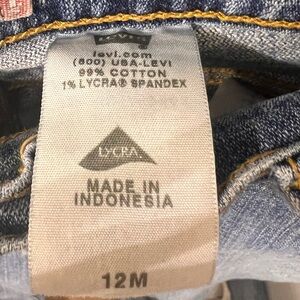 levi.com
(800) USA-LEVI
99% COTTON
1% LYCRA® SPANDEX
LYCRA
MADE IN
INDONESIA
12M